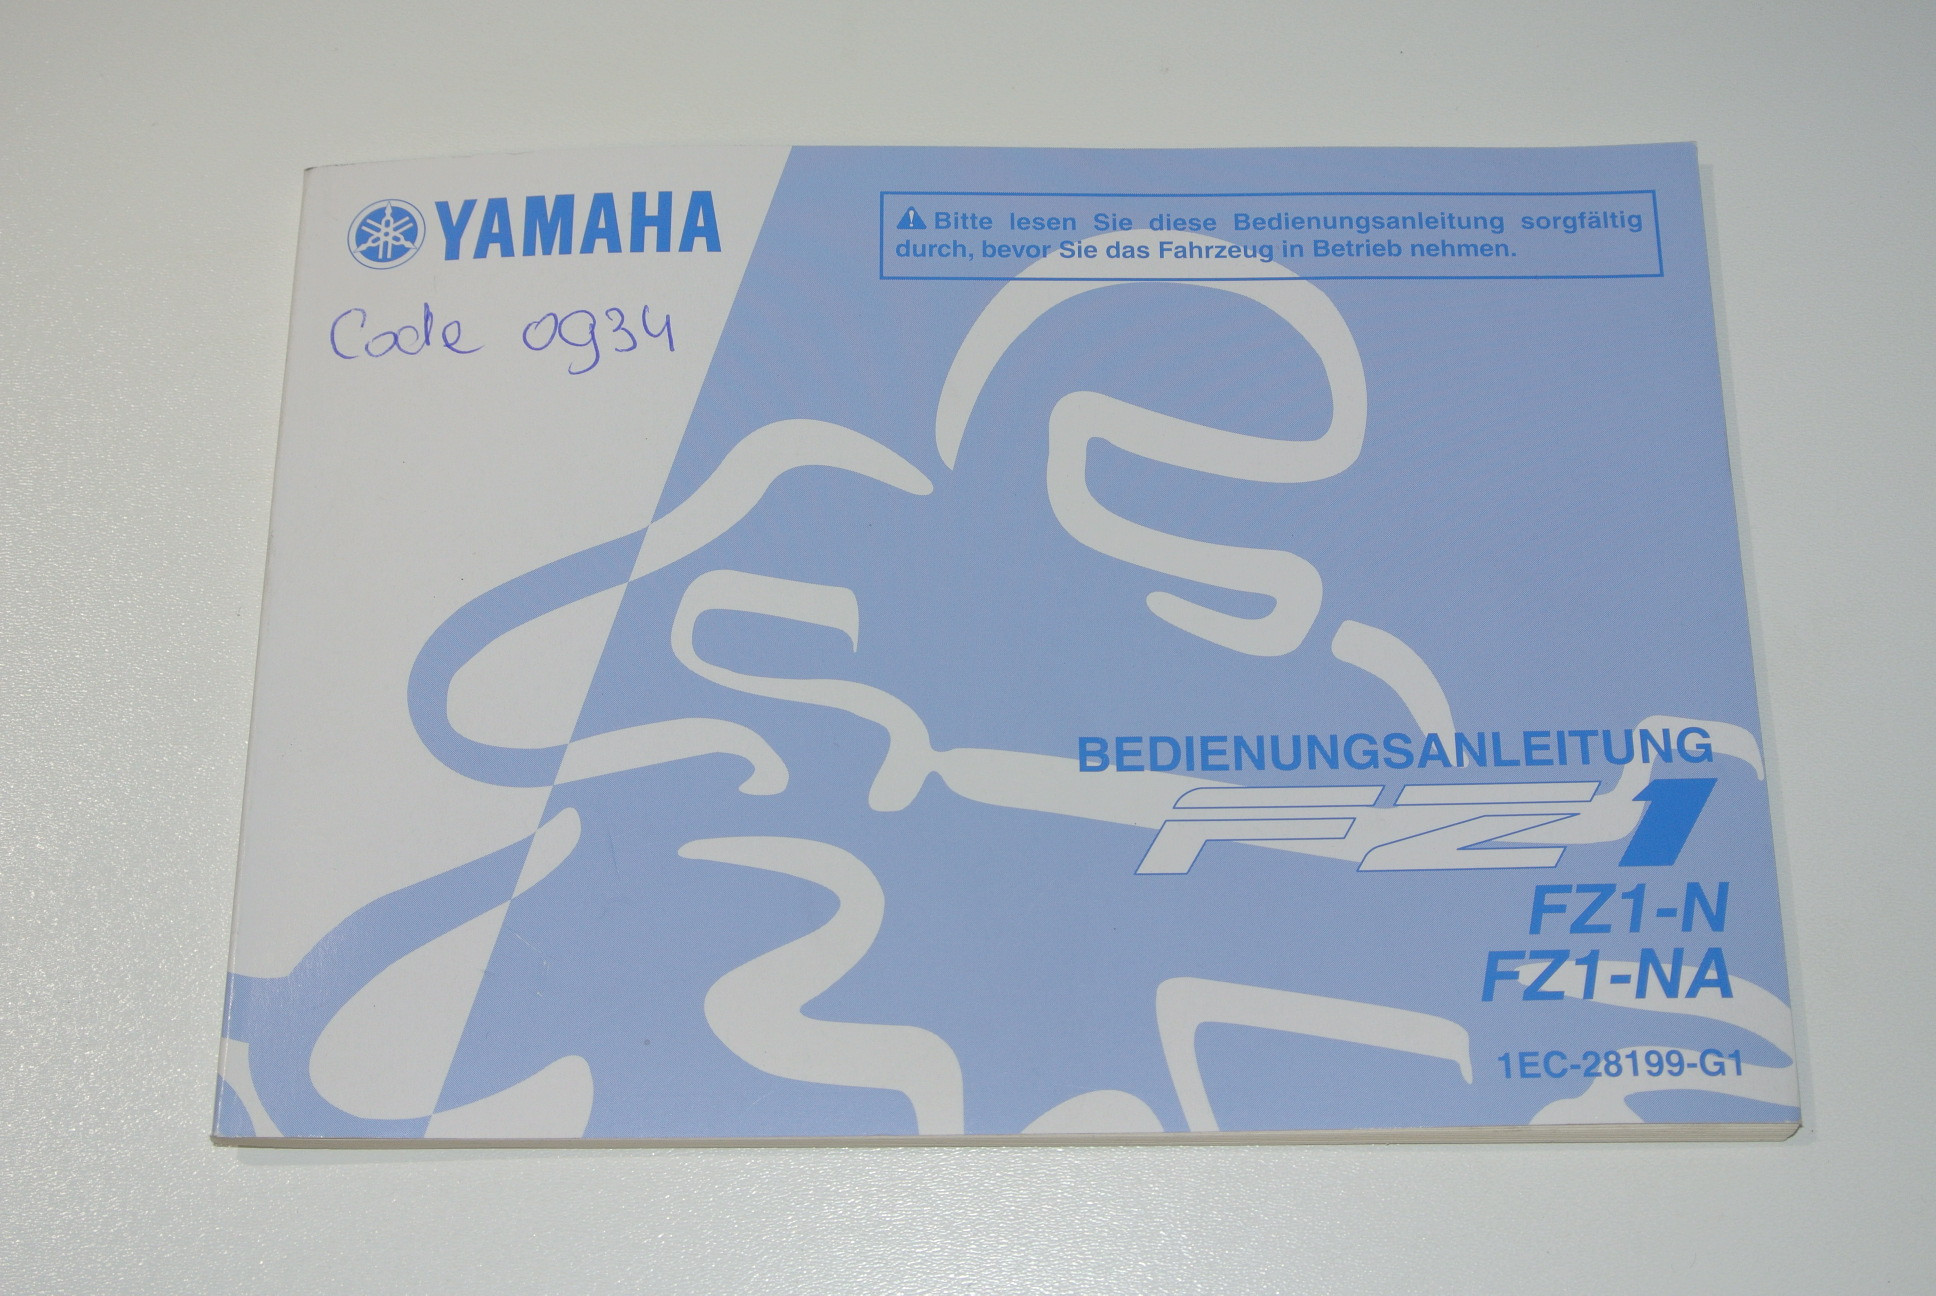 YAMAHA
Code 0934
⚠ Bitte lesen Sie diese Bedienungsanleitung sorgfältig
durch, bevor Sie das Fahrzeug in Betrieb nehmen.
BEDIENUNGSANLEITUNG
FZ1
FZ1-N
FZ1-NA
1EC-28199-G1